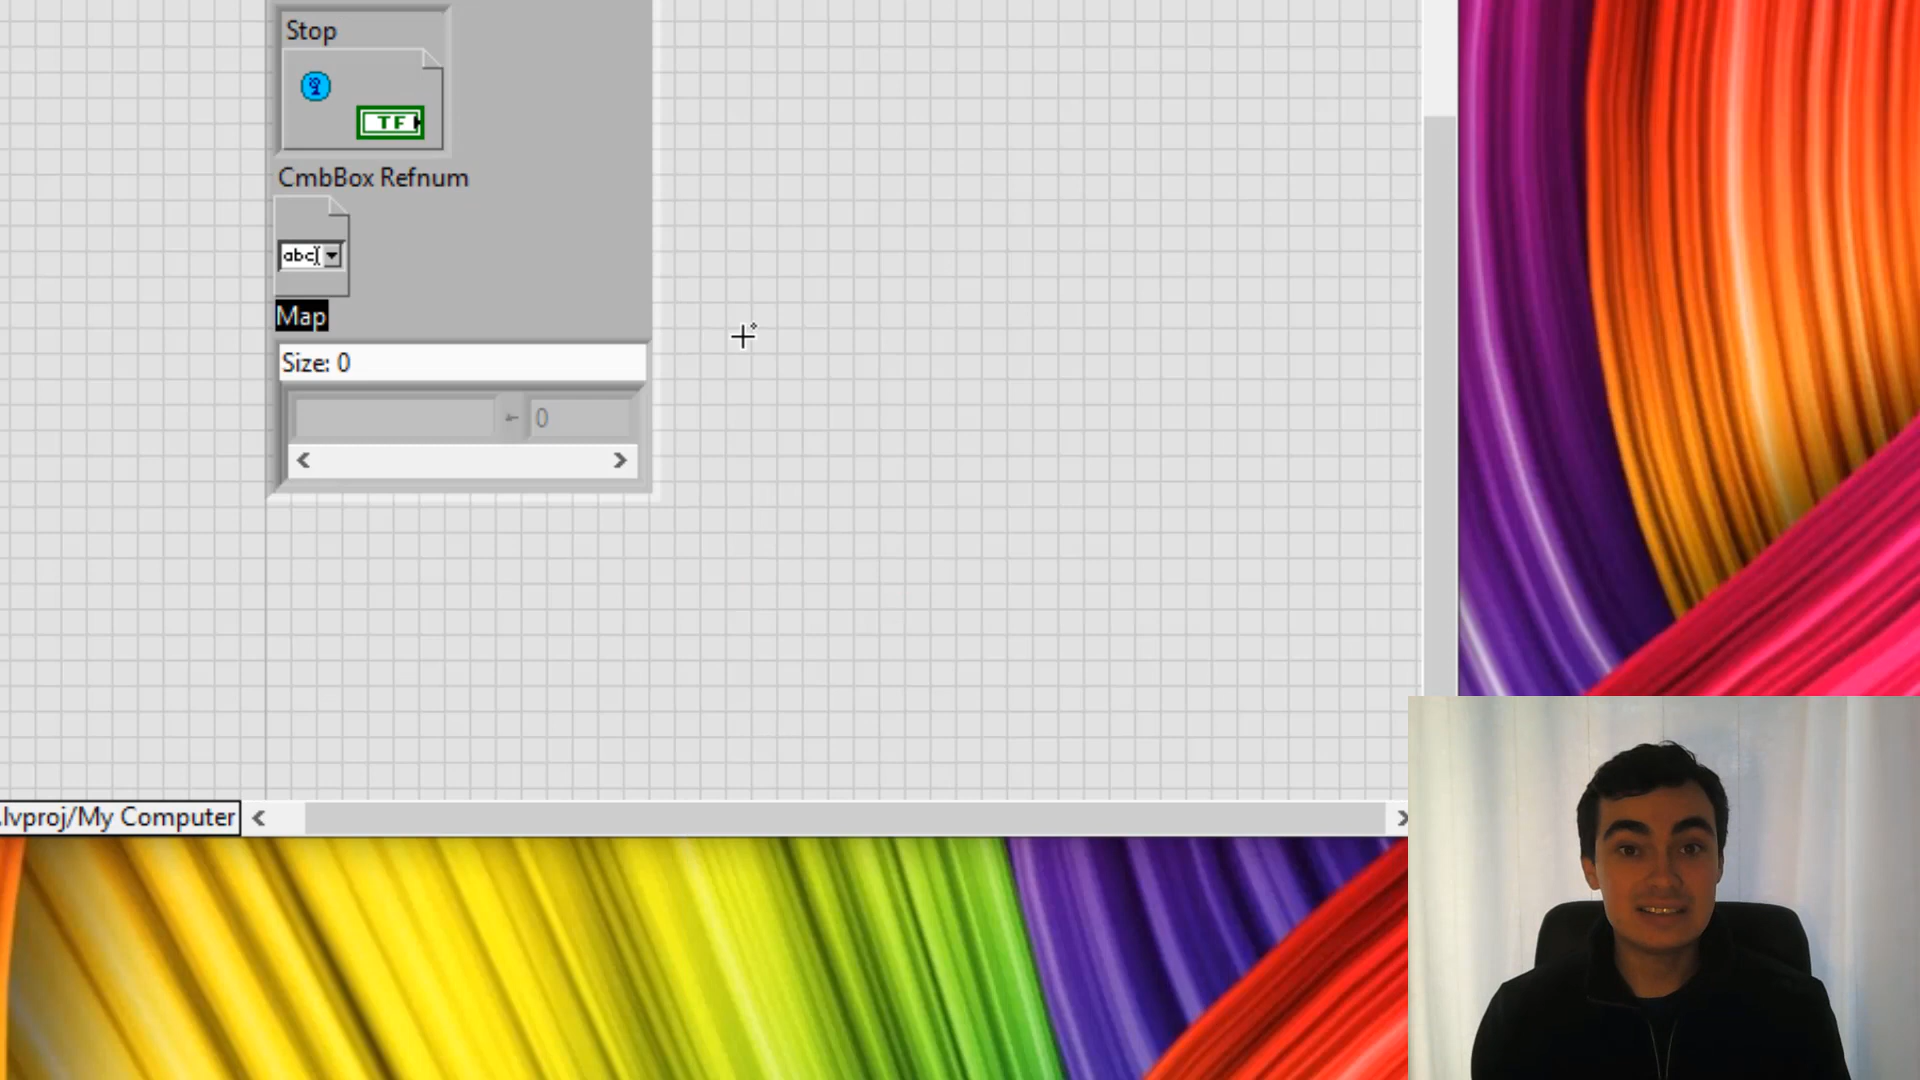 Stop
TF
CmbBox Refnum
abc
Map
Size: 0
0
.lvproj/My Computer